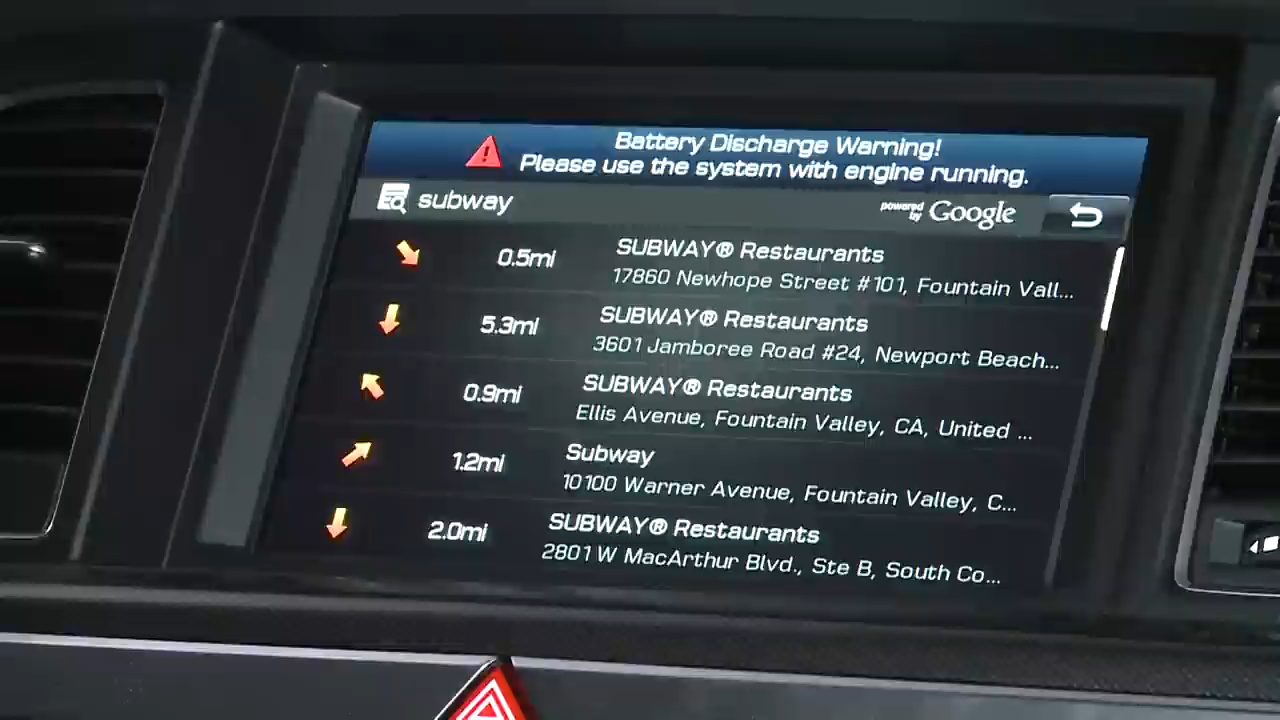 Battery Discharge Warning!
Please use the system with engine running.
subway
powered by Google
0.5mi
SUBWAY® Restaurants
17860 Newhope Street #101, Fountain Vall...
5.3mi
SUBWAY® Restaurants
3601 Jamboree Road #24, Newport Beach...
0.9mi
SUBWAY® Restaurants
Ellis Avenue, Fountain Valley, CA, United ...
1.2mi
Subway
10100 Warner Avenue, Fountain Valley, C...
2.0mi
SUBWAY® Restaurants
2801 W MacArthur Blvd., Ste B, South Co...